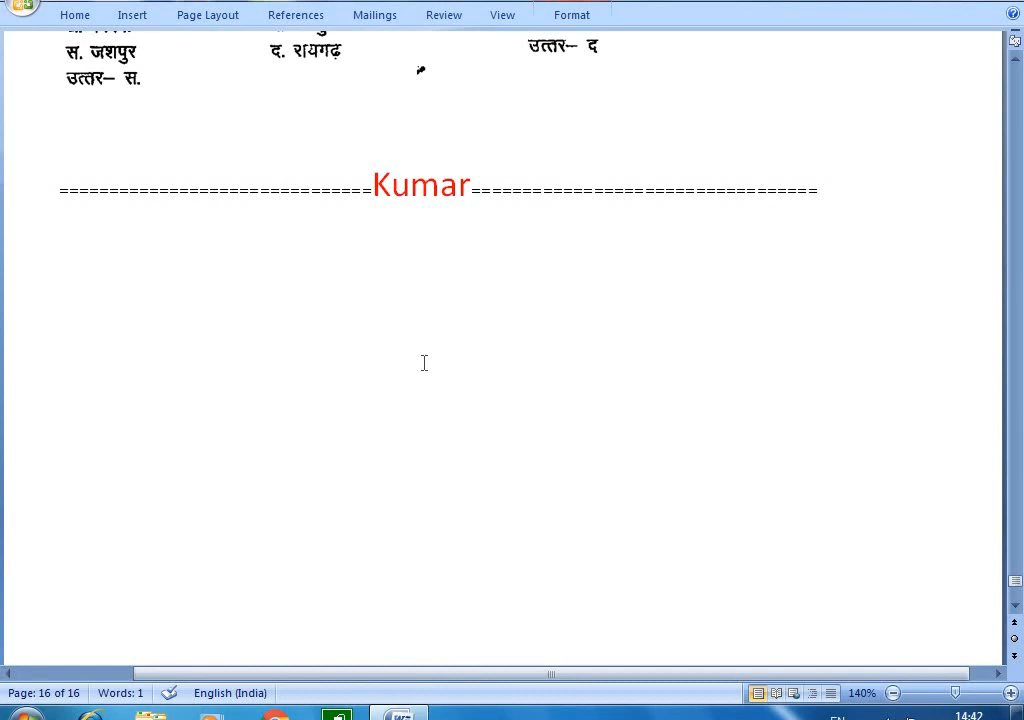 Home Insert Page Layout References Mailings Review View Format
स. जशपुर
द. रायगढ़
उत्तर– स.
उत्तर– द
===============================Kumar==================================
Page: 16 of 16 Words: 1 English (India) 140%
14:42